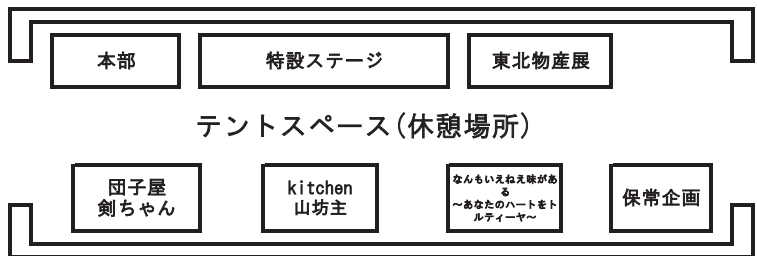 本部
特設ステージ
東北物産展
テントスペース(休憩場所)
団子屋
剣ちゃん
kitchen
山坊主
なんもいえねえ味があ
る
～あなたのハートをト
ルティーヤ～
保常企画